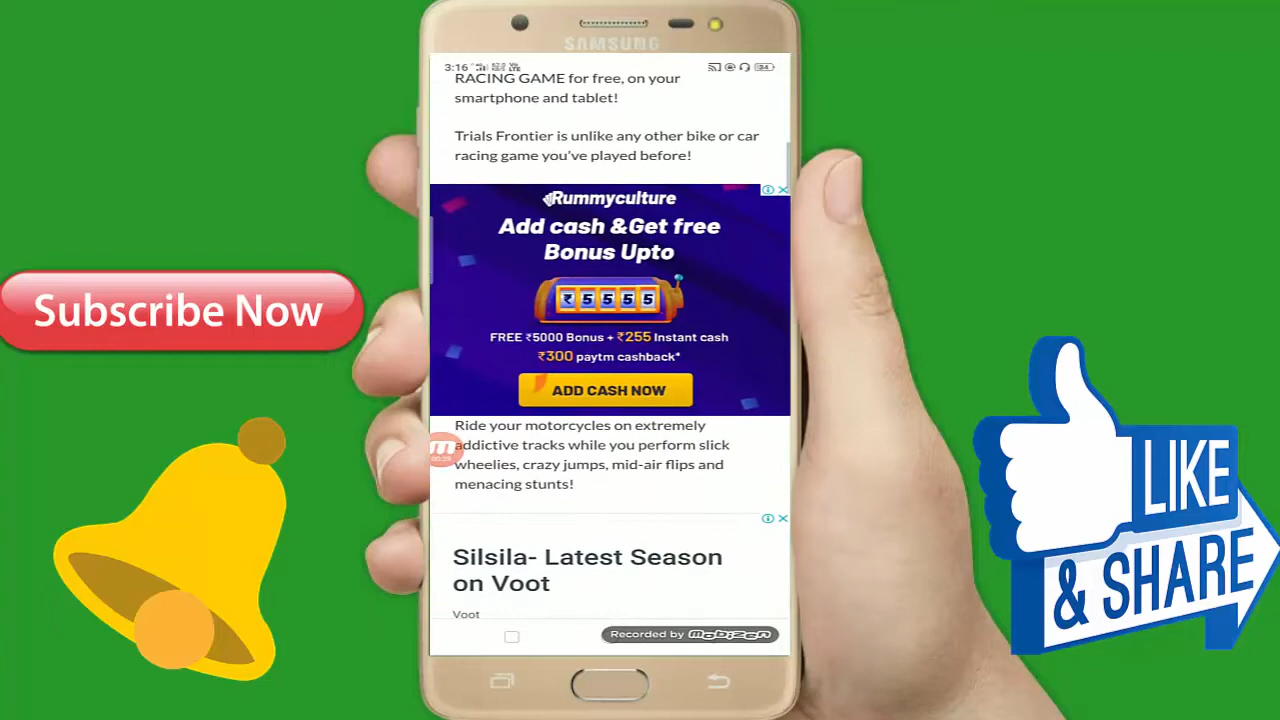 SAMSUNG
3:16
RACING GAME for free, on your
smartphone and tablet!
Trials Frontier is unlike any other bike or car
racing game you've played before!
Rummyculture
Add cash &Get free
Bonus Upto
₹ 5 5 5 5
FREE ₹5000 Bonus + ₹255 Instant cash
₹300 paytm cashback*
ADD CASH NOW
Ride your motorcycles on extremely
addictive tracks while you perform slick
wheelies, crazy jumps, mid-air flips and
menacing stunts!
Silsila- Latest Season
on Voot
Voot
Recorded by mobizen
Subscribe Now
LIKE
& SHARE